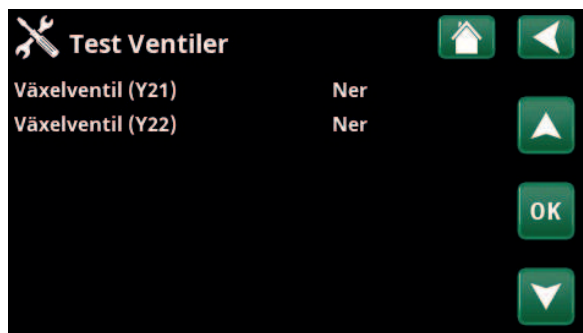 Test Ventiler
Växelventil (Y21) Ner
Växelventil (Y22) Ner
OK